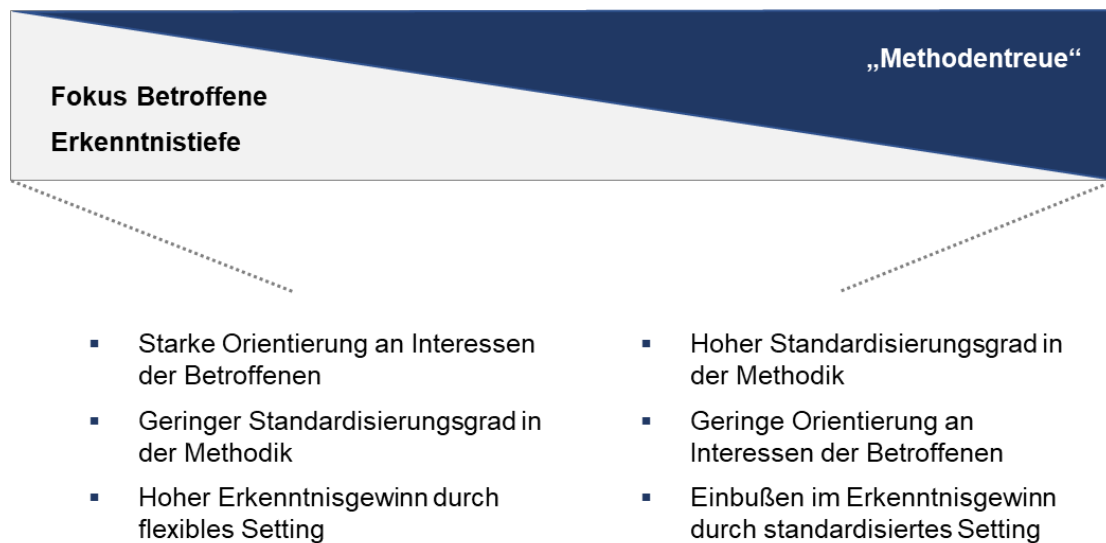 „Methodentreue“
Fokus Betroffene
Erkenntnistiefe
▪ Starke Orientierung an Interessen
der Betroffenen
▪ Geringer Standardisierungsgrad in
der Methodik
▪ Hoher Erkenntnisgewinn durch
flexibles Setting
▪ Hoher Standardisierungsgrad in
der Methodik
▪ Geringe Orientierung an
Interessen der Betroffenen
▪ Einbußen im Erkenntnisgewinn
durch standardisiertes Setting